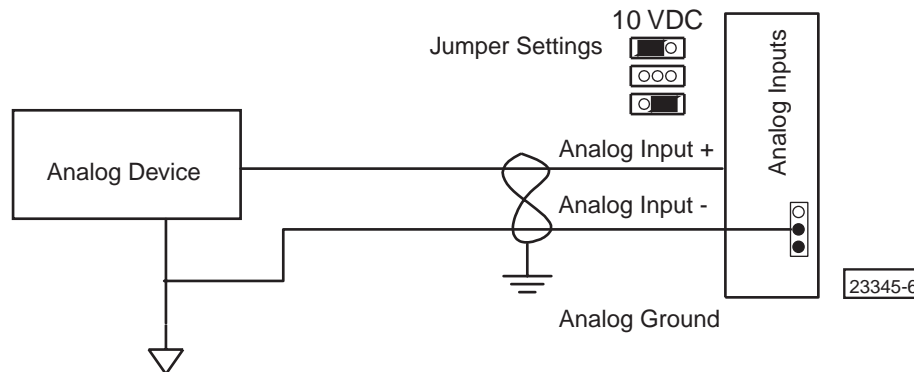 10 VDC
Jumper Settings
Analog Inputs
Analog Input +
Analog Device
Analog Input -
23345-6
Analog Ground